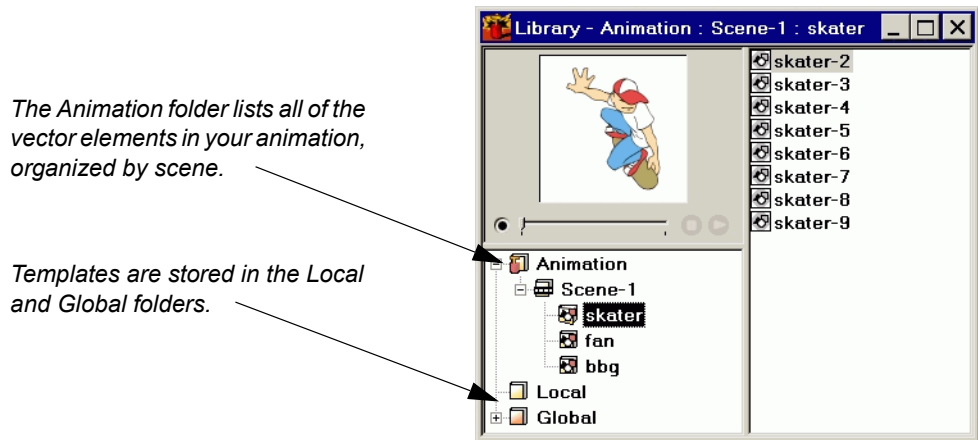 Library - Animation : Scene-1 : skater
The Animation folder lists all of the
vector elements in your animation,
organized by scene.
Templates are stored in the Local
and Global folders.
skater-2
skater-3
skater-4
skater-5
skater-6
skater-7
skater-8
skater-9
Animation
Scene-1
skater
fan
bbg
Local
Global